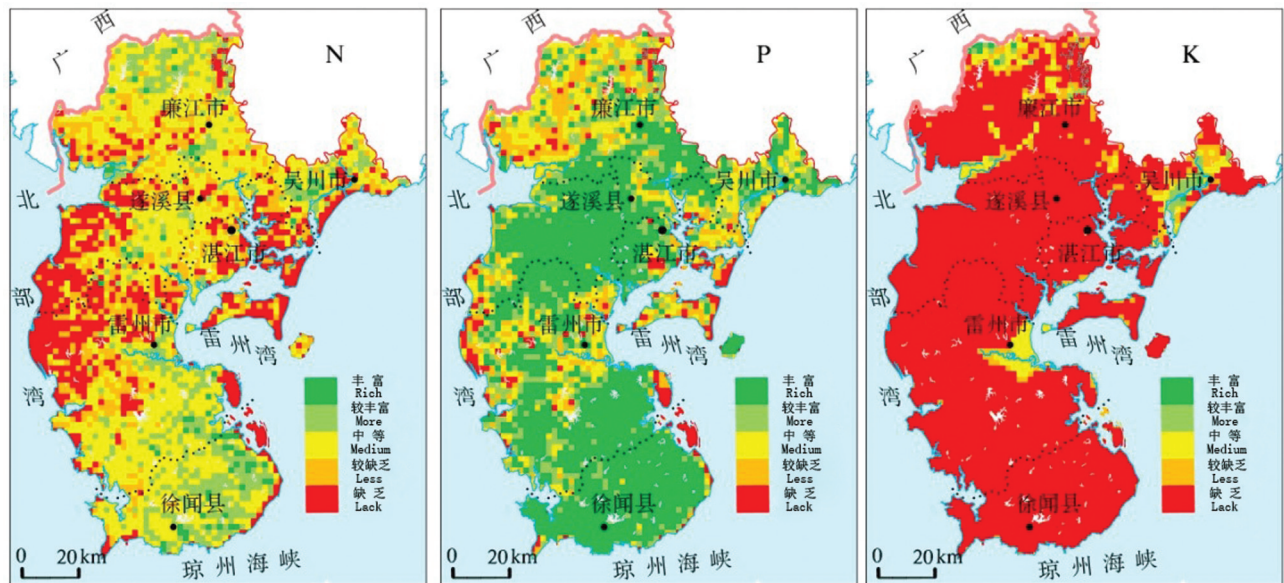 广 西
N
廉江市
吴川市
遂溪县
湛江市
北
部
湾
雷州市
雷州湾
丰富
Rich
较丰富
More
中等
Medium
较缺乏
Less
缺乏
Lack
徐闻县
0 20km
琼州海峡
广 西
P
廉江市
吴川市
遂溪县
湛江市
北
部
湾
雷州市
雷州湾
丰富
Rich
较丰富
More
中等
Medium
较缺乏
Less
缺乏
Lack
徐闻县
0 20km
琼州海峡
广 西
K
廉江市
吴川市
遂溪县
湛江市
北
部
湾
雷州市
雷州湾
丰富
Rich
较丰富
More
中等
Medium
较缺乏
Less
缺乏
Lack
徐闻县
0 20km
琼州海峡